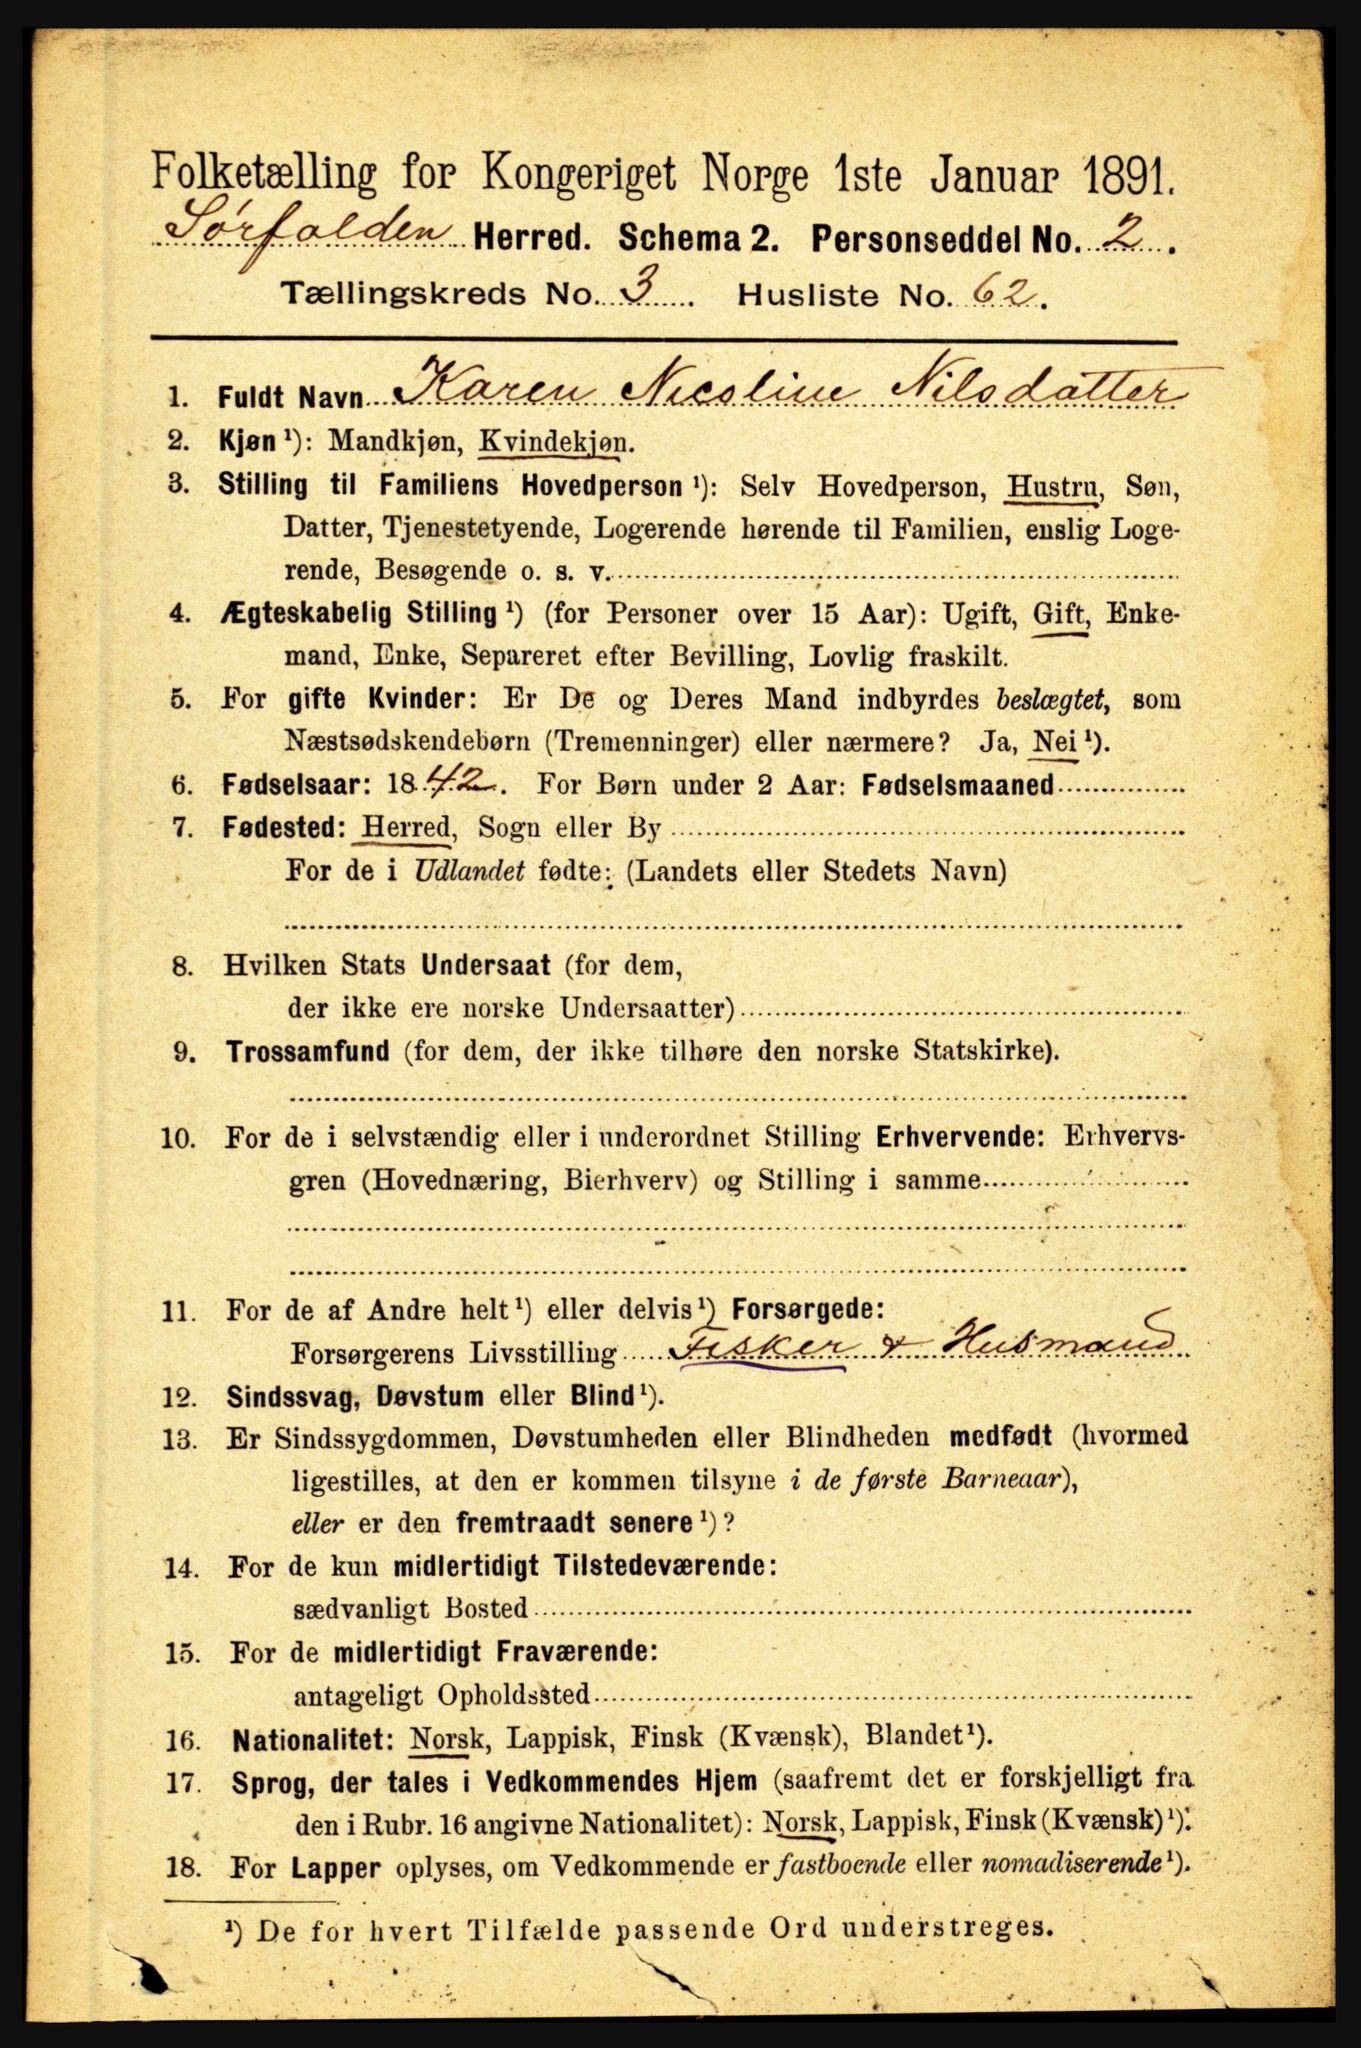 Folketælling for Kongeriget Norge 1ste Januar 1891.
Sørfolden Herred. Schema 2. Personseddel No. 2.
Tællingskreds No. 3. Husliste No. 62.
1. Fuldt Navn Karen Nicoline Nilsdatter
2. Kjøn ¹): Mandkjøn, Kvindekjøn.
3. Stilling til Familiens Hovedperson ¹): Selv Hovedperson, Hustru, Søn,
Datter, Tjenestetyende, Logerende hørende til Familien, enslig Loge-
rende, Besøgende o. s. v.
4. Ægteskabelig Stilling ¹) (for Personer over 15 Aar): Ugift, Gift, Enke-
mand, Enke, Separeret efter Bevilling, Lovlig fraskilt.
5. For gifte Kvinder: Er De og Deres Mand indbyrdes beslægtet, som
Næstsødskendebørn (Tremenninger) eller nærmere? Ja, Nei ¹).
6. Fødselsaar: 1842. For Børn under 2 Aar: Fødselsmaaned
7. Fødested: Herred, Sogn eller By
For de i Udlandet fødte: (Landets eller Stedets Navn)
8. Hvilken Stats Undersaat (for dem,
der ikke ere norske Undersaatter)
9. Trossamfund (for dem, der ikke tilhøre den norske Statskirke).
10. For de i selvstændig eller i underordnet Stilling Erhvervende: Erhvervs-
gren (Hovednæring, Bierhverv) og Stilling i samme
11. For de af Andre helt ¹) eller delvis ¹) Forsørgede:
Forsørgerens Livsstilling Fisker & Husmand
12. Sindssvag, Døvstum eller Blind ¹).
13. Er Sindssygdommen, Døvstumheden eller Blindheden medfødt (hvormed
ligestilles, at den er kommen tilsyne i de første Barneaar),
eller er den fremtraadt senere ¹)?
14. For de kun midlertidigt Tilstedeværende:
sædvanligt Bosted
15. For de midlertidigt Fraværende:
antageligt Opholdssted
16. Nationalitet: Norsk, Lappisk, Finsk (Kvænsk), Blandet ¹).
17. Sprog, der tales i Vedkommendes Hjem (saafremt det er forskjelligt fra
den i Rubr. 16 angivne Nationalitet): Norsk, Lappisk, Finsk (Kvænsk) ¹).
18. For Lapper oplyses, om Vedkommende er fastboende eller nomadiserende ¹).
¹) De for hvert Tilfælde passende Ord understreges.